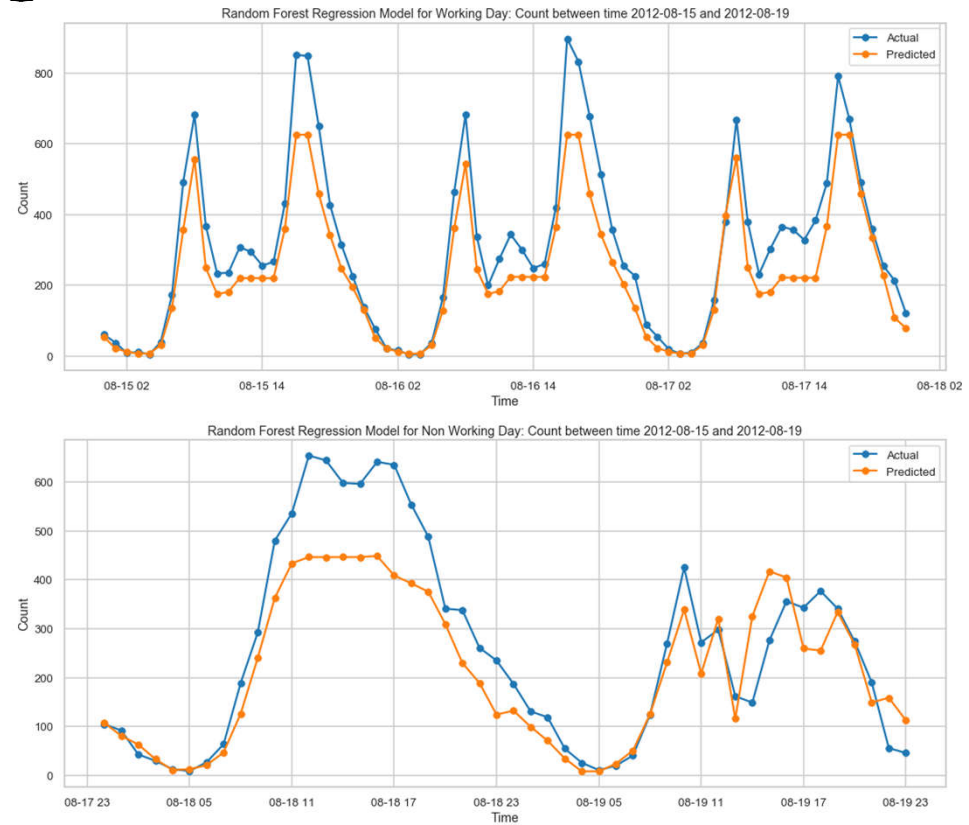 Random Forest Regression Model for Working Day: Count between time 2012-08-15 and 2012-08-19
Actual
Predicted
800
600
400
200
0
Count
08-15 02 08-15 14 08-16 02 08-16 14 08-17 02 08-17 14 08-18 02
Time
Random Forest Regression Model for Non Working Day: Count between time 2012-08-15 and 2012-08-19
Actual
Predicted
600
500
400
300
200
100
0
Count
08-17 23 08-18 05 08-18 11 08-18 17 08-18 23 08-19 05 08-19 11 08-19 17 08-19 23
Time